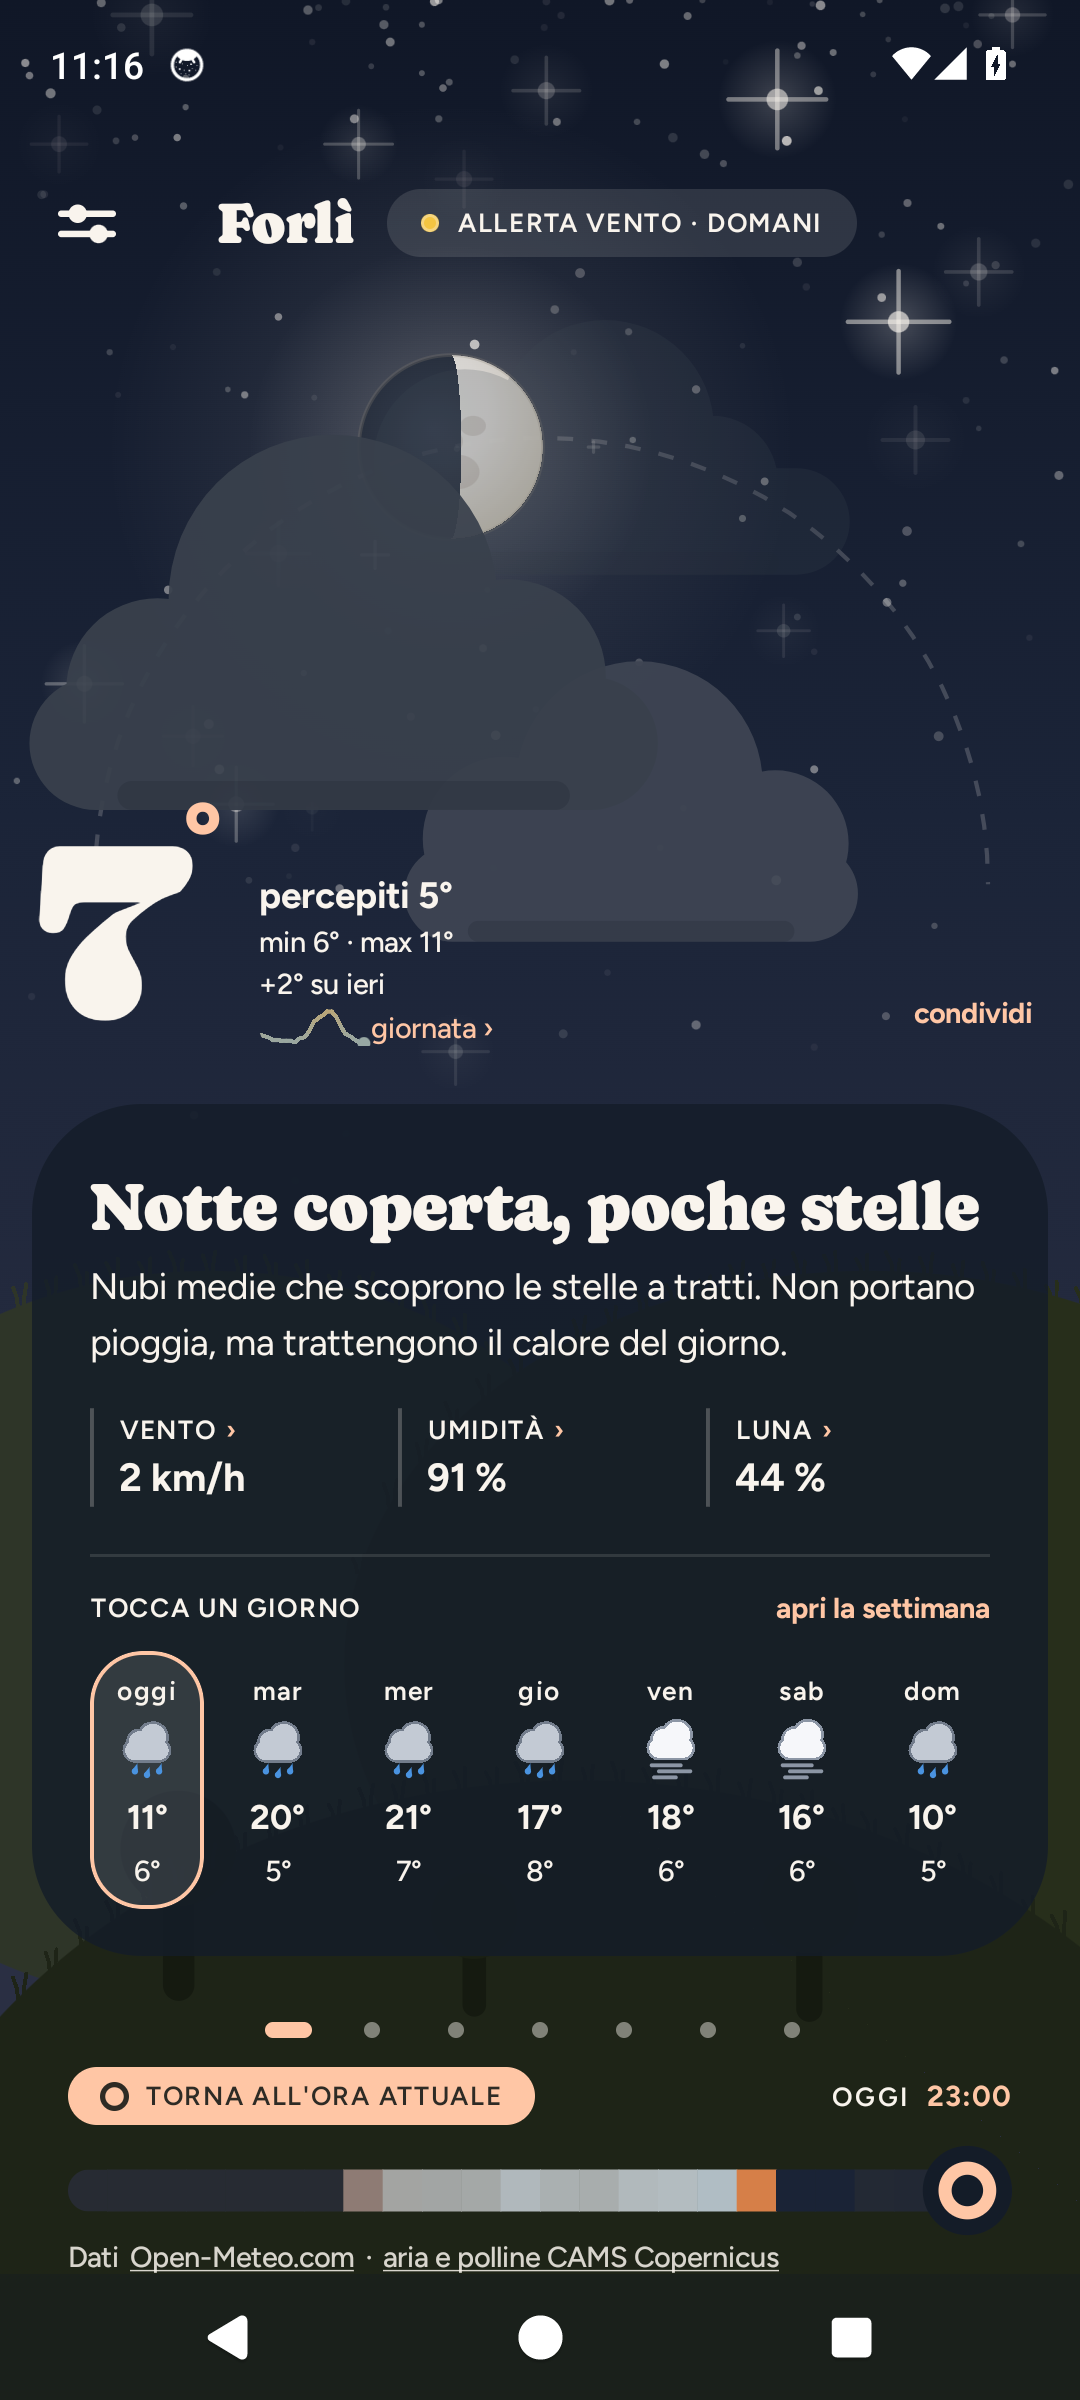 11:16
Forlì
ALLERTA VENTO · DOMANI
7°
percepiti 5°
min 6° · max 11°
+2° su ieri
giornata ›
condividi
Notte coperta, poche stelle
Nubi medie che scoprono le stelle a tratti. Non portano
pioggia, ma trattengono il calore del giorno.
VENTO › UMIDITÀ › LUNA ›
2 km/h 91 % 44 %
TOCCA UN GIORNO apri la settimana
oggi mar mer gio ven sab dom
11° 20° 21° 17° 18° 16° 10°
6° 5° 7° 8° 6° 6° 5°
TORNA ALL'ORA ATTUALE OGGI 23:00
Dati Open-Meteo.com · aria e polline CAMS Copernicus